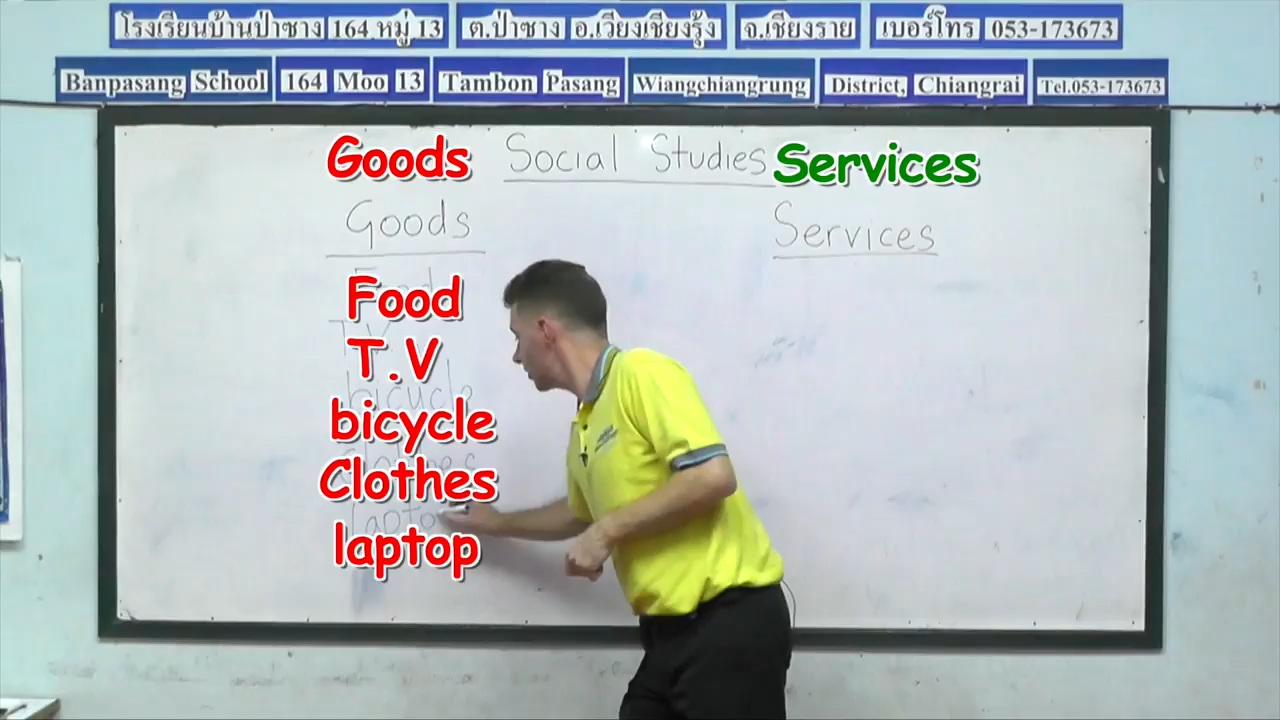 โรงเรียนบ้านป่าซาง 164 หมู่ 13 ต.ป่าซาง อ.เวียงเชียงรุ้ง จ.เชียงราย เบอร์โทร 053-173673
Banpasang School 164 Moo 13 Tambon Pasang Wiangchiangrung District, Chiangrai Tel.053-173673
Goods Social Studies Services
Goods Services
Food
Food
T.V
T.V
bicycle
bicycle
Clothes
Clothes
lapto
laptop